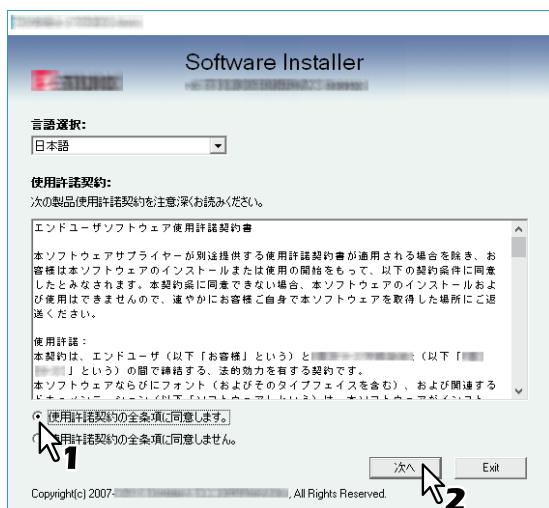 Software Installer
言語選択:
日本語
使用許諾契約:
次の製品使用許諾契約を注意深くお読みください。
エンドユーザソフトウェア使用許諾契約書
本ソフトウェアサプライヤーが別途提供する使用許諾契約書が適用される場合を除き、お
客様は本ソフトウェアのインストールまたは使用の開始をもって、以下の契約条件に同意
したとみなされます。本契約条に同意できない場合、本ソフトウェアのインストールおよ
び使用はできませんので、速やかにお客様ご自身で本ソフトウェアを取得した場所にご返
送ください。
使用許諾:
本契約は、エンドユーザ(以下「お客様」という)と (以下「
」という)の間で締結する、法的効力を有する契約です。
本ソフトウェアならびにフォント(およびそのタイプフェイスを含む)、および関連する
使用許諾契約の全条項に同意します。
使用許諾契約の全条項に同意しません。
1
次へ
Exit
2
Copyright(c) 2007- , All Rights Reserved.